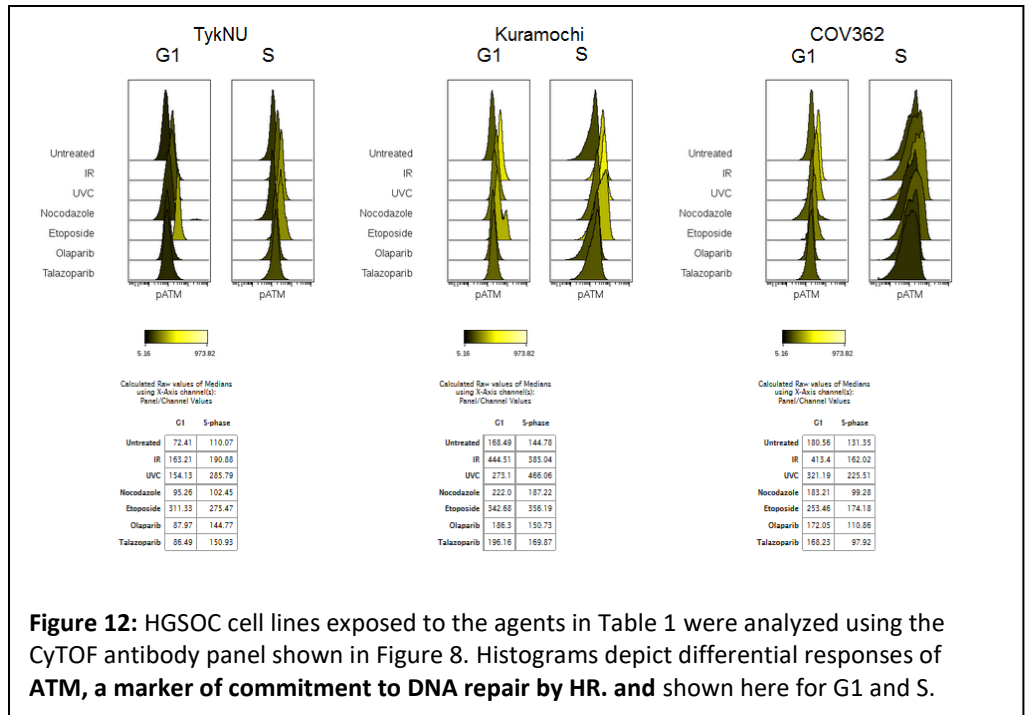 TykNU Kuramochi COV362
G1 S G1 S G1 S
Untreated
IR
UVC
Nocodazole
Etoposide
Olaparib
Talazoparib
pATM pATM
Untreated
IR
UVC
Nocodazole
Etoposide
Olaparib
Talazoparib
pATM pATM
Untreated
IR
UVC
Nocodazole
Etoposide
Olaparib
Talazoparib
pATM pATM
5.16 973.82
Calculated Raw values of Medians
using X-Axis channel(s):
Panel/Channel Values
G1 S-phase
Untreated 72.41 110.07
IR 163.21 190.88
UVC 154.13 285.79
Nocodazole 95.26 102.45
Etoposide 311.33 275.47
Olaparib 87.97 144.77
Talazoparib 86.49 150.93
5.16 973.82
Calculated Raw values of Medians
using X-Axis channel(s):
Panel/Channel Values
G1 S-phase
Untreated 168.49 144.78
IR 444.51 385.04
UVC 273.1 466.06
Nocodazole 222.0 187.22
Etoposide 342.68 356.19
Olaparib 186.3 150.73
Talazoparib 196.16 169.87
5.16 973.82
Calculated Raw values of Medians
using X-Axis channel(s):
Panel/Channel Values
G1 S-phase
Untreated 180.56 131.35
IR 413.4 162.02
UVC 321.19 225.51
Nocodazole 183.21 99.28
Etoposide 253.46 174.18
Olaparib 172.05 110.86
Talazoparib 168.23 97.92
Figure 12: HGSOC cell lines exposed to the agents in Table 1 were analyzed using the
CyTOF antibody panel shown in Figure 8. Histograms depict differential responses of
ATM, a marker of commitment to DNA repair by HR. and shown here for G1 and S.